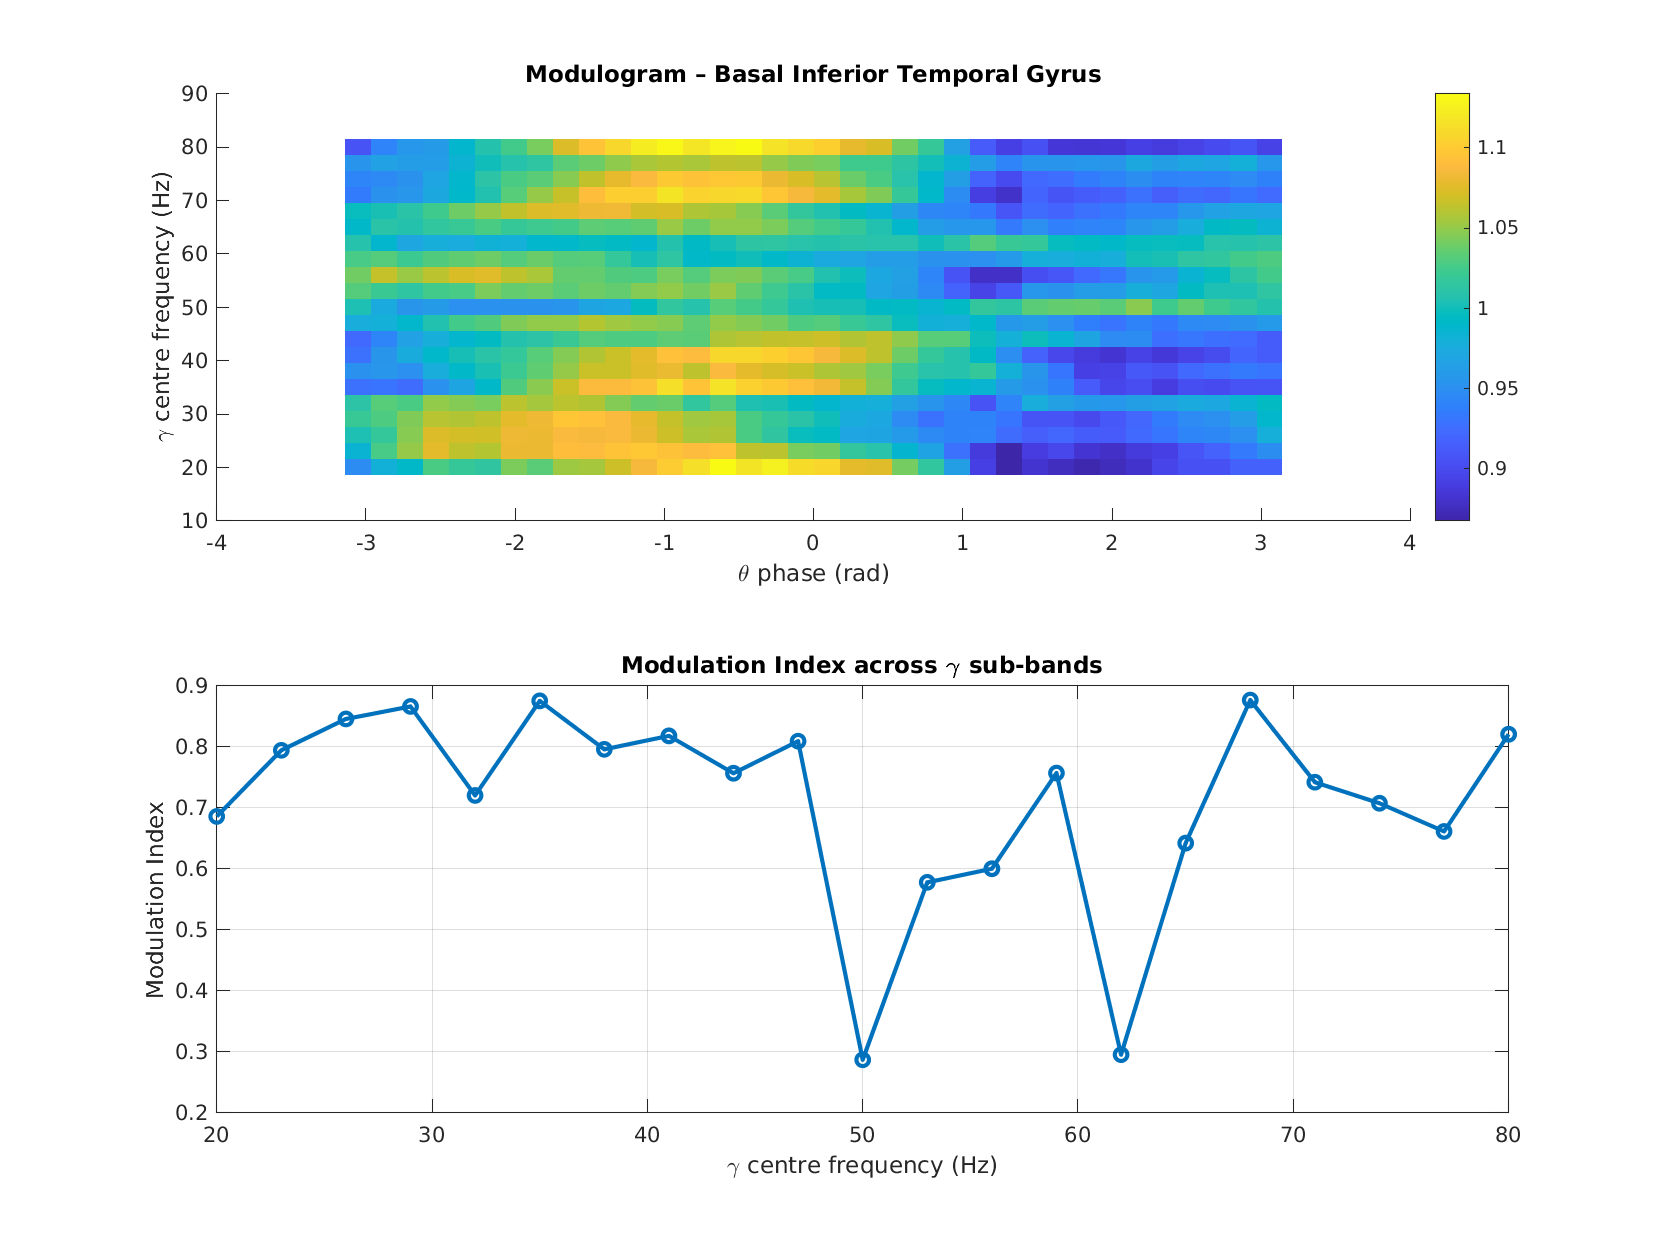 Modulogram – Basal Inferior Temporal Gyrus
90
80
70
60
50
40
30
20
10
γ centre frequency (Hz)
-4 -3 -2 -1 0 1 2 3 4
θ phase (rad)
1.1
1.05
1
0.95
0.9
Modulation Index across γ sub-bands
0.9
0.8
0.7
0.6
0.5
0.4
0.3
0.2
Modulation Index
20 30 40 50 60 70 80
γ centre frequency (Hz)